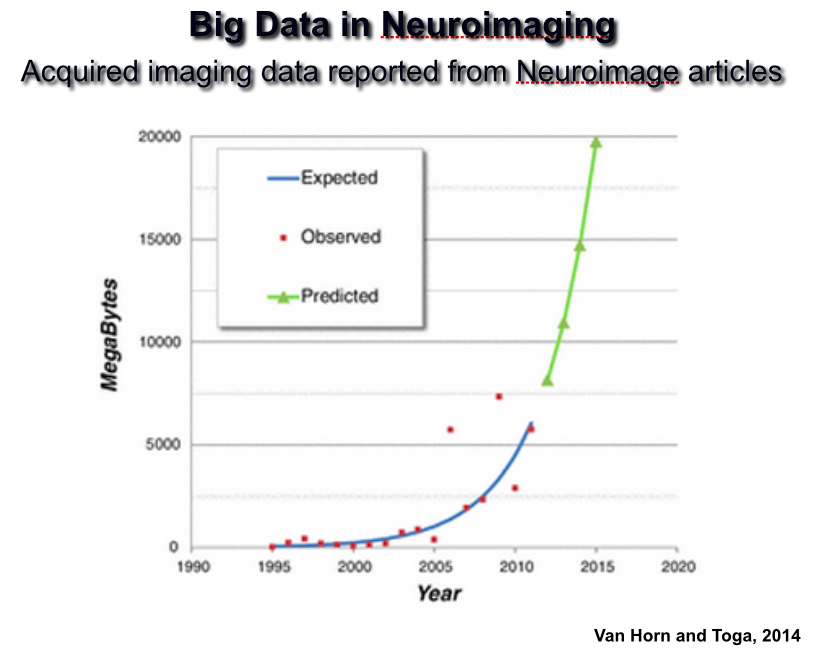 Big Data in Neuroimaging
Acquired imaging data reported from Neuroimage articles
20000
15000
10000
5000
0
MegaBytes
Expected
Observed
Predicted
1990 1995 2000 2005 2010 2015 2020
Year
Van Horn and Toga, 2014